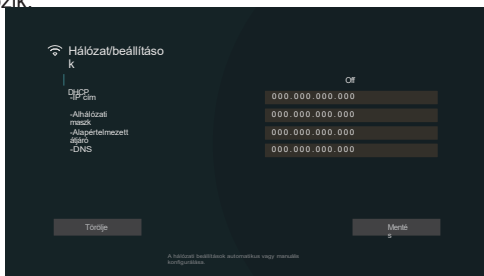 ozik.
Hálózat/beállításo
k
Off
DHCP
-IP cím
000.000.000.000
-Alhálózati
maszk
000.000.000.000
-Alapértelmezett
átjáró
000.000.000.000
-DNS
000.000.000.000
Törölje
Menté
s
A hálózati beállítások automatikus vagy manuális
konfigurálása.